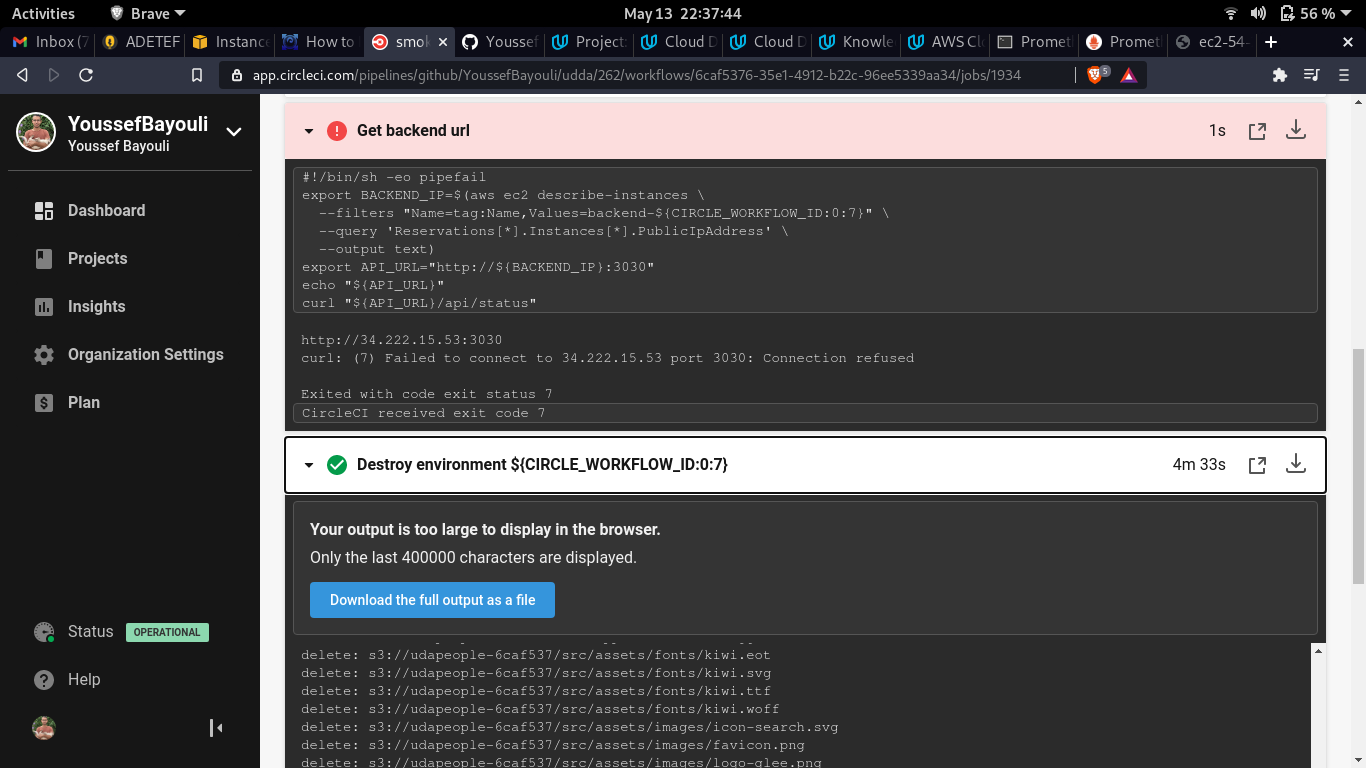 Activities
Brave
May 13 22:37:44
56 %
Inbox (7
ADETEF
Instanc
How to
smok
Youssef
Project:
Cloud D
Cloud D
Knowle
AWS Cl
Promet
Promet
ec2-54-
app.circleci.com/pipelines/github/YoussefBayouli/udda/262/workflows/6caf5376-35e1-4912-b22c-96ee5339aa34/jobs/1934
5
YoussefBayouli
Youssef Bayouli
Dashboard
Projects
Insights
Organization Settings
Plan
Status
OPERATIONAL
Help
Get backend url
1s
#!/bin/sh -eo pipefail
export BACKEND_IP=$(aws ec2 describe-instances \
--filters "Name=tag:Name,Values=backend-${CIRCLE_WORKFLOW_ID:0:7}" \
--query 'Reservations[*].Instances[*].PublicIpAddress' \
--output text)
export API_URL="http://${BACKEND_IP}:3030"
echo "${API_URL}"
curl "${API_URL}/api/status"
http://34.222.15.53:3030
curl: (7) Failed to connect to 34.222.15.53 port 3030: Connection refused
Exited with code exit status 7
CircleCI received exit code 7
Destroy environment ${CIRCLE_WORKFLOW_ID:0:7}
4m 33s
Your output is too large to display in the browser.
Only the last 400000 characters are displayed.
Download the full output as a file
delete: s3://udapeople-6caf537/src/assets/fonts/kiwi.eot
delete: s3://udapeople-6caf537/src/assets/fonts/kiwi.svg
delete: s3://udapeople-6caf537/src/assets/fonts/kiwi.ttf
delete: s3://udapeople-6caf537/src/assets/fonts/kiwi.woff
delete: s3://udapeople-6caf537/src/assets/images/icon-search.svg
delete: s3://udapeople-6caf537/src/assets/images/favicon.png
delete: s3://udapeople-6caf537/src/assets/images/logo-glee.png